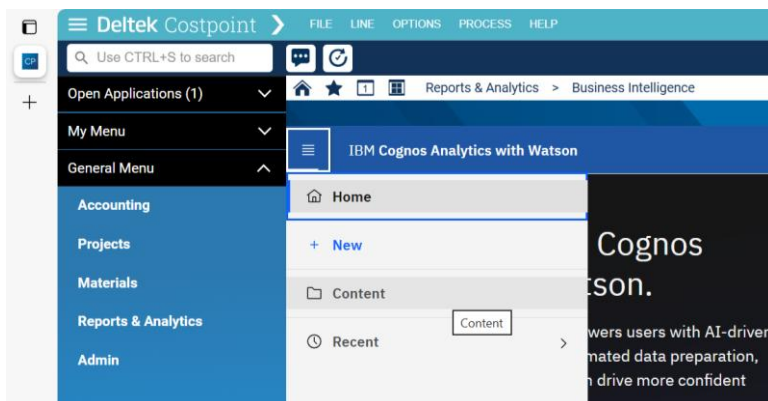 Deltek Costpoint
FILE LINE OPTIONS PROCESS HELP
CP
Use CTRL+S to search
Open Applications (1)
1
Reports & Analytics > Business Intelligence
My Menu
General Menu
IBM Cognos Analytics with Watson
Accounting
Projects
Materials
Reports & Analytics
Admin
Home
+ New
Content
Content
Recent
Cognos
tson.
wers users with AI-driver
mated data preparation,
n drive more confident